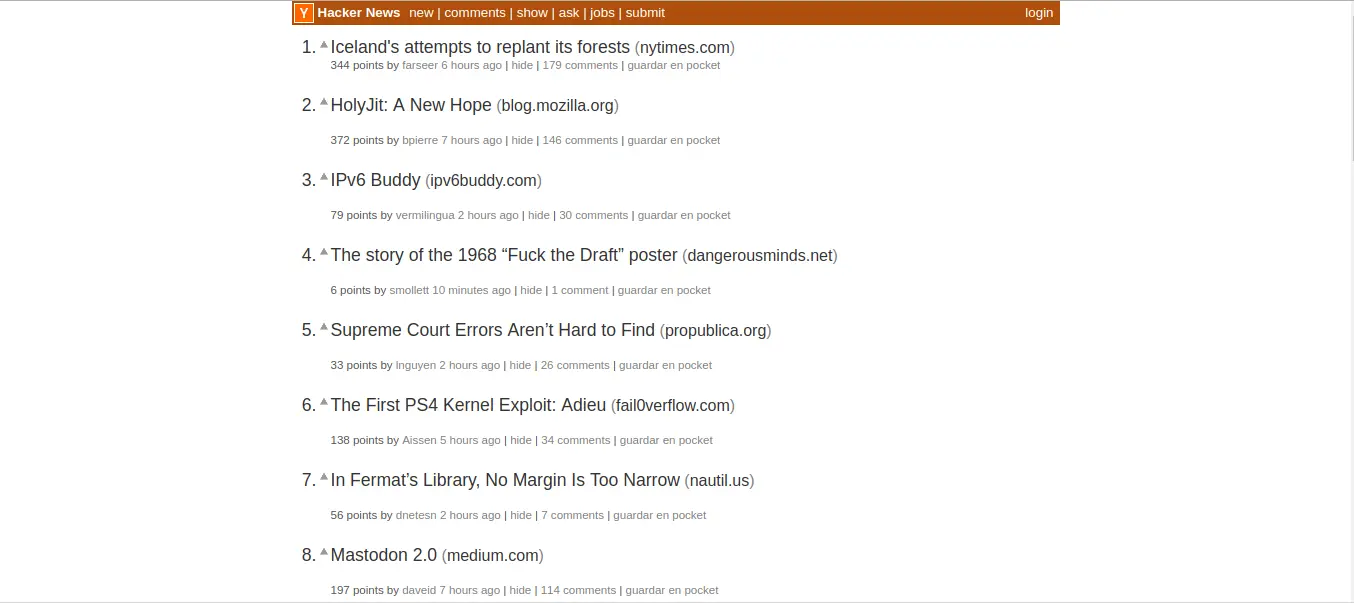 Y Hacker News new | comments | show | ask | jobs | submit login
1. Iceland's attempts to replant its forests (nytimes.com)
344 points by farseer 6 hours ago | hide | 179 comments | guardar en pocket
2. HolyJit: A New Hope (blog.mozilla.org)
372 points by bpierre 7 hours ago | hide | 146 comments | guardar en pocket
3. IPv6 Buddy (ipv6buddy.com)
79 points by vermilingua 2 hours ago | hide | 30 comments | guardar en pocket
4. The story of the 1968 “Fuck the Draft” poster (dangerousminds.net)
6 points by smollett 10 minutes ago | hide | 1 comment | guardar en pocket
5. Supreme Court Errors Aren’t Hard to Find (propublica.org)
33 points by lnguyen 2 hours ago | hide | 26 comments | guardar en pocket
6. The First PS4 Kernel Exploit: Adieu (fail0verflow.com)
138 points by Aissen 5 hours ago | hide | 34 comments | guardar en pocket
7. In Fermat’s Library, No Margin Is Too Narrow (nautil.us)
56 points by dnetesn 2 hours ago | hide | 7 comments | guardar en pocket
8. Mastodon 2.0 (medium.com)
197 points by daveid 7 hours ago | hide | 114 comments | guardar en pocket